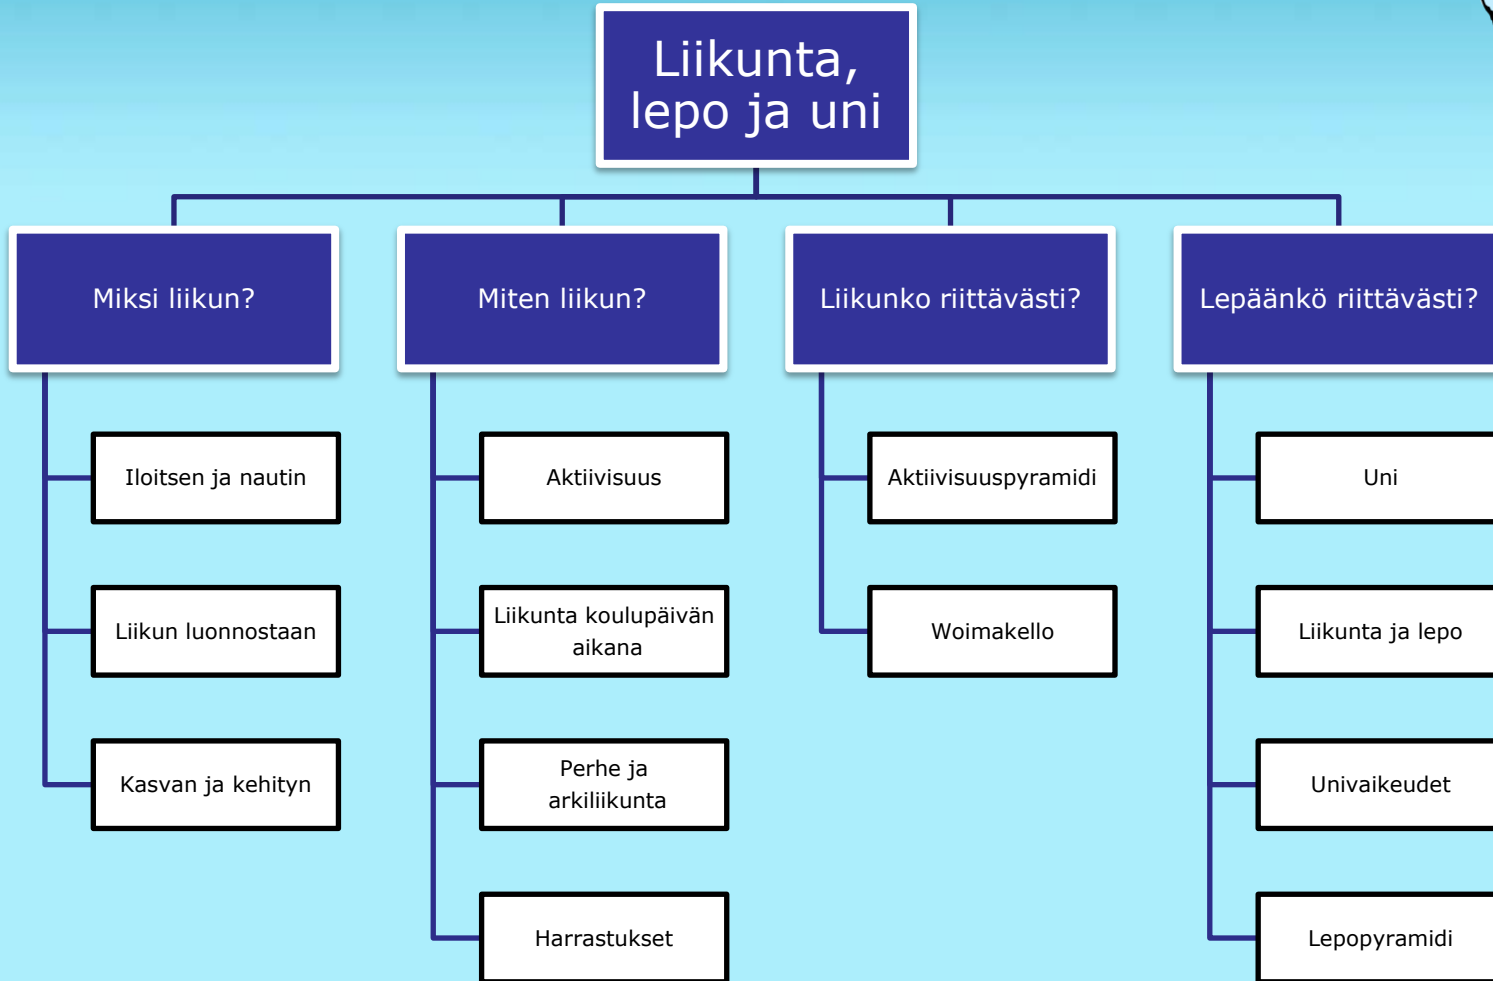 Liikunta,
lepo ja uni
Miksi liikun?
Iloitsen ja nautin
Liikun luonnostaan
Kasvan ja kehityn
Miten liikun?
Aktiivisuus
Liikunta koulupäivän
aikana
Perhe ja
arkiliikunta
Harrastukset
Liikunko riittävästi?
Aktiivisuuspyramidi
Woimakello
Lepäänkö riittävästi?
Uni
Liikunta ja lepo
Univaikeudet
Lepopyramidi